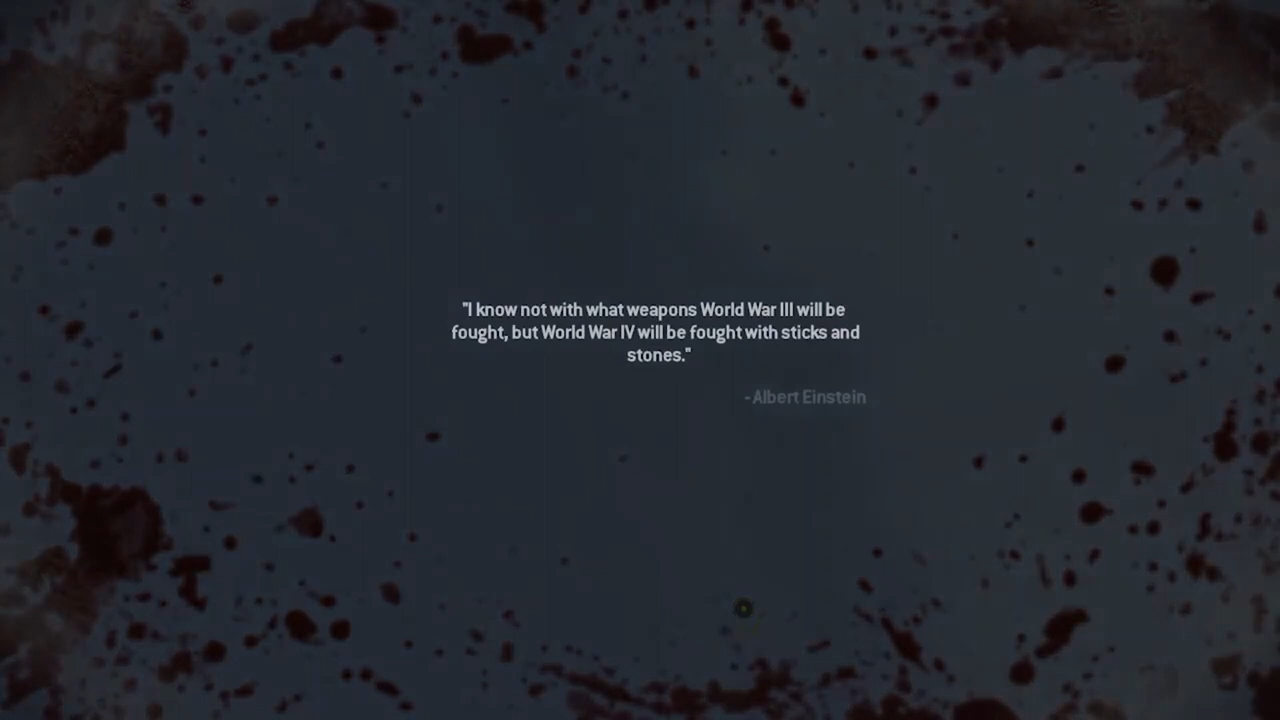 "I know not with what weapons World War III will be
fought, but World War IV will be fought with sticks and
stones."
- Albert Einstein